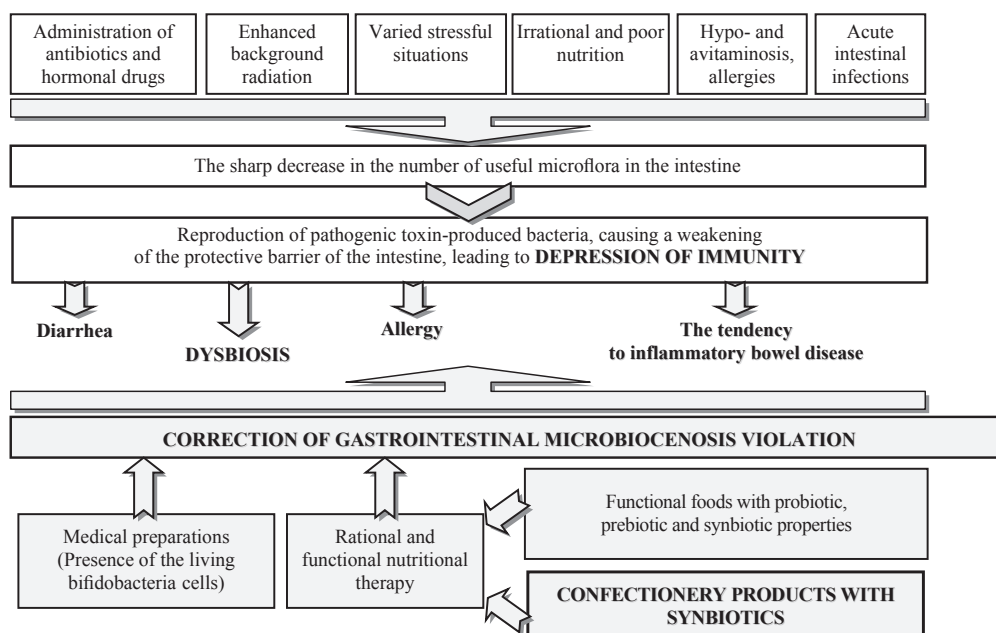 Administration of
antibiotics and
hormonal drugs
Enhanced
background
radiation
Varied stressful
situations
Irrational and poor
nutrition
Hypo- and
avitaminosis,
allergies
Acute
intestinal
infections
The sharp decrease in the number of useful microflora in the intestine
Reproduction of pathogenic toxin-produced bacteria, causing a weakening
of the protective barrier of the intestine, leading to DEPRESSION OF IMMUNITY
Diarrhea
DYSBIOSIS
Allergy
The tendency
to inflammatory bowel disease
CORRECTION OF GASTROINTESTINAL MICROBIOCENOSIS VIOLATION
Medical preparations
(Presence of the living
bifidobacteria cells)
Rational and
functional nutritional
therapy
Functional foods with probiotic,
prebiotic and synbiotic properties
CONFECTIONERY PRODUCTS WITH
SYNBIOTICS